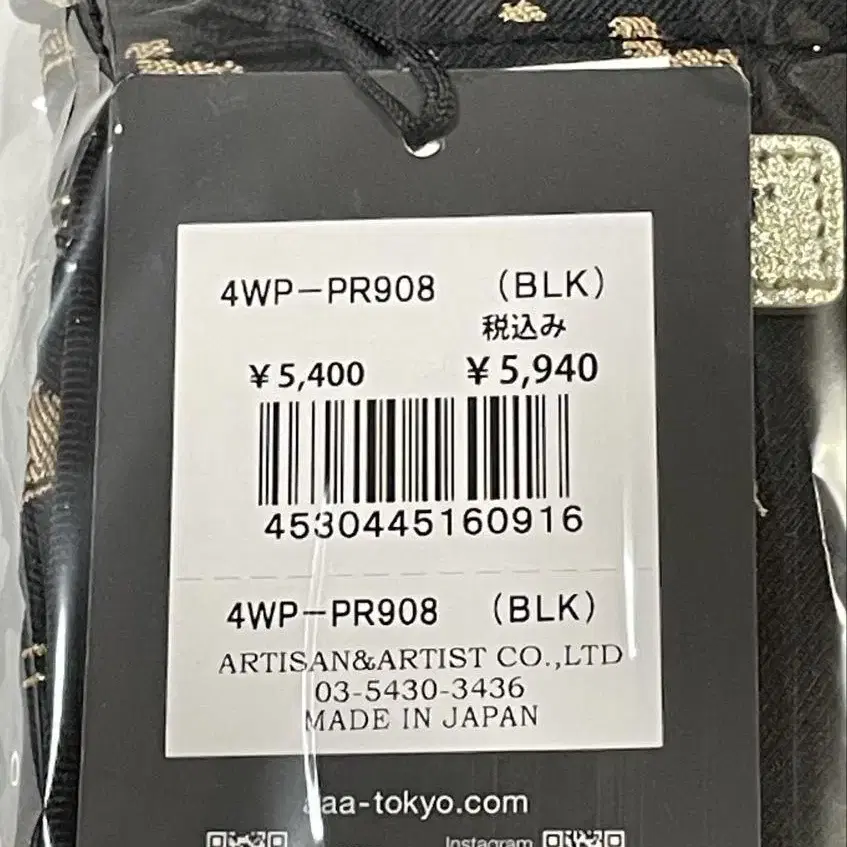 4WP-PR908 (BLK)
税込み
¥5,400 ¥5,940
4530445160916
4WP-PR908 (BLK)
ARTISAN&ARTIST CO.,LTD
03-5430-3436
MADE IN JAPAN
aaa-tokyo.com
Instagram